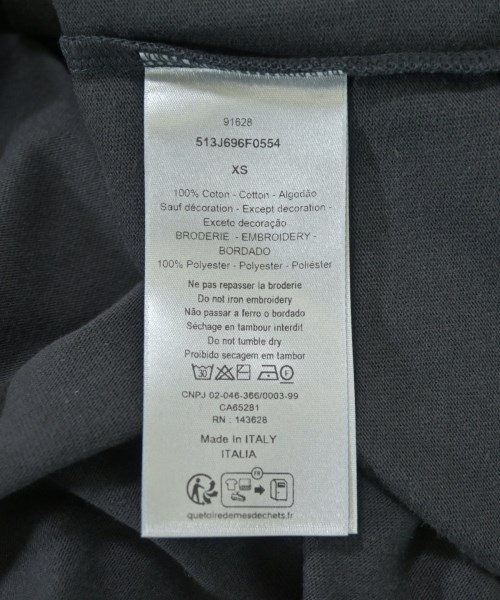 91628
513J696F0554
XS
100% Coton - Cotton - Algodão
Sauf décoration - Except decoration -
Exceto decoração
BRODERIE - EMBROIDERY -
BORDADO
100% Polyester - Polyester - Poliéster
Ne pas repasser la broderie
Do not iron embroidery
Não passar a ferro o bordado
Séchage en tambour interdit
Do not tumble dry
Proibido secagem em tambor
30 F
CNPJ 02-046-366/0003-99
CA65281
RN : 143628
Made in ITALY
ITALIA
FR
quefairedemesdechets.fr